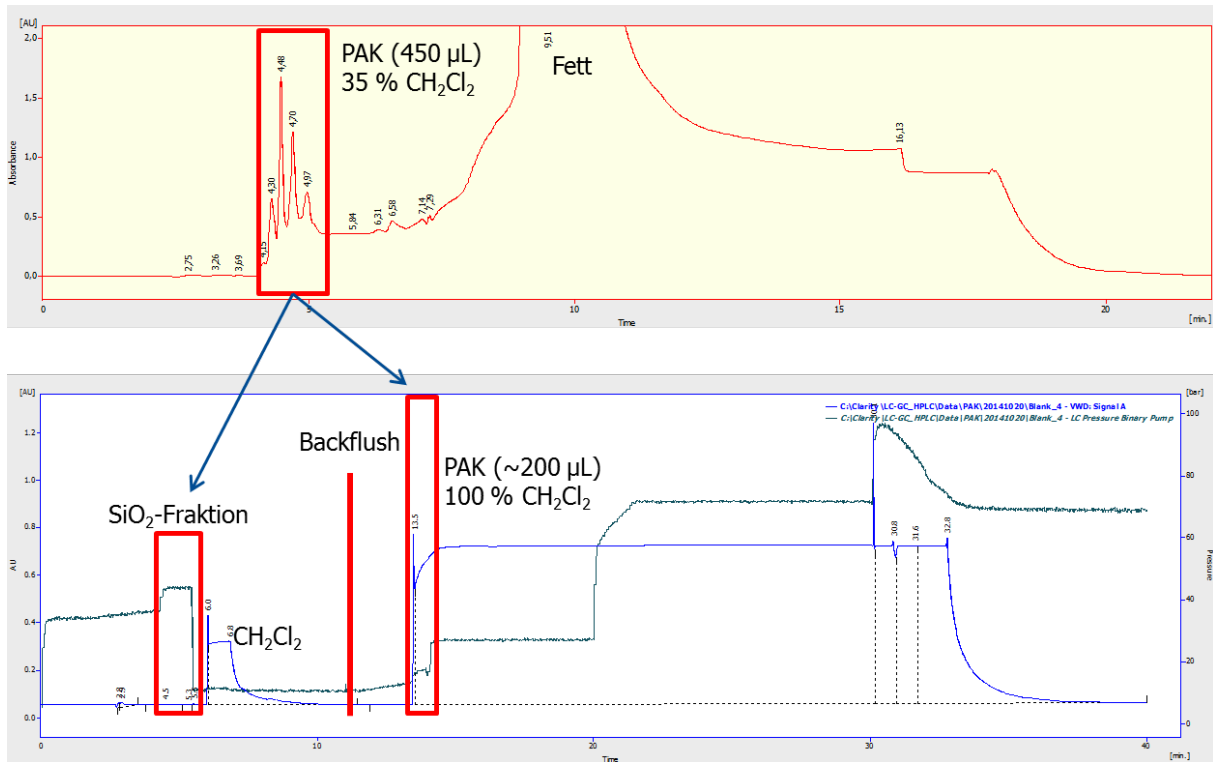 [AU]
2,0
1,5
1,0
0,5
0,0
Absorbance
2,75
3,26
3,69
4,15
4,30
4,48
4,70
4,97
5,84
6,31
6,58
7,14
7,29
9,51
16,13
PAK (450 µL)
35 % CH₂Cl₂
Fett
0
5
10
15
20
Time
[min.]
[AU]
[bar]
C:\Clarity\LC-GC_HPLC\Data\PAK\20141020\Blank_4 - VWD: Signal A
C:\Clarity\LC-GC_HPLC\Data\PAK\20141020\Blank_4 - LC Pressure Binary Pump
1.2
1.0
0.8
0.6
0.4
0.2
0.0
AU
100
80
60
40
20
0
Pressure
Backflush
PAK (~200 µL)
100 % CH₂Cl₂
SiO₂-Fraktion
CH₂Cl₂
4.5
5.3
6.0
6.8
13.5
30.8
31.6
32.8
0
10
20
30
40
Time
[min.]